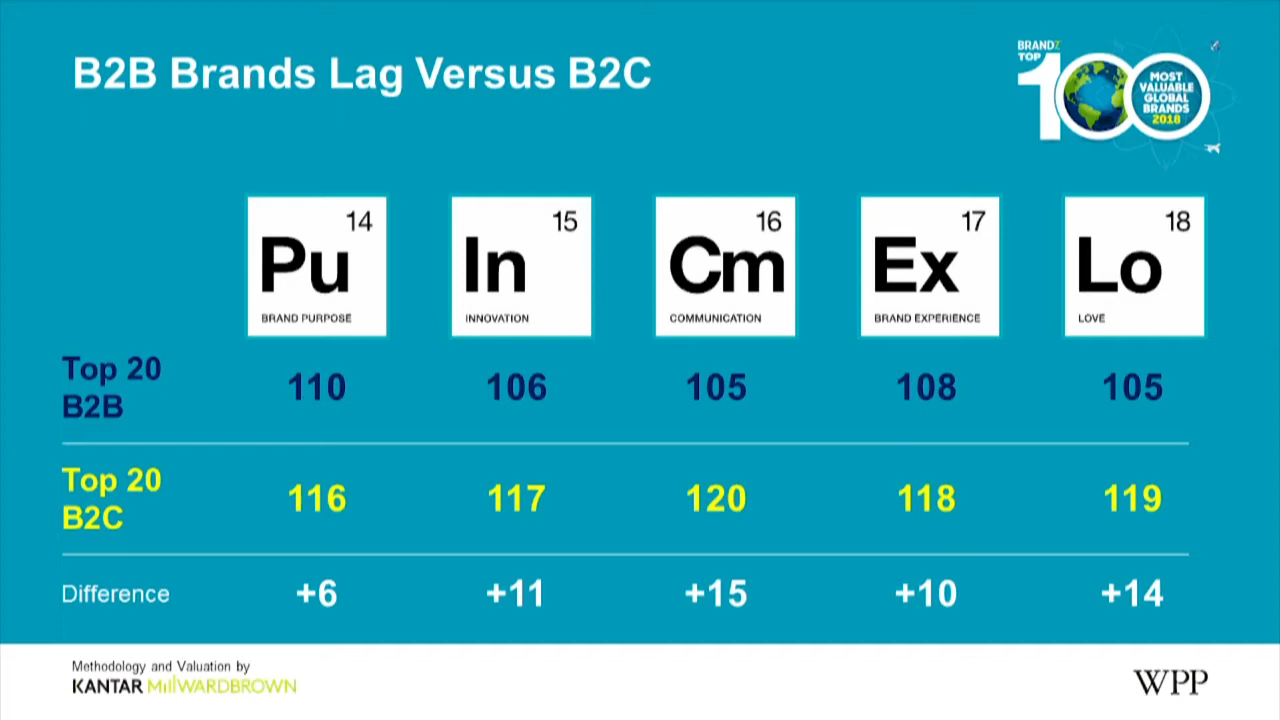 B2B Brands Lag Versus B2C
BRANDZ
TOP
100
MOST
VALUABLE
GLOBAL
BRANDS
2018
14
Pu
BRAND PURPOSE
15
In
INNOVATION
16
Cm
COMMUNICATION
17
Ex
BRAND EXPERIENCE
18
Lo
LOVE
Top 20
B2B
110 106 105 108 105
Top 20
B2C
116 117 120 118 119
Difference +6 +11 +15 +10 +14
Methodology and Valuation by
KANTAR MillWARDBROWN
WPP